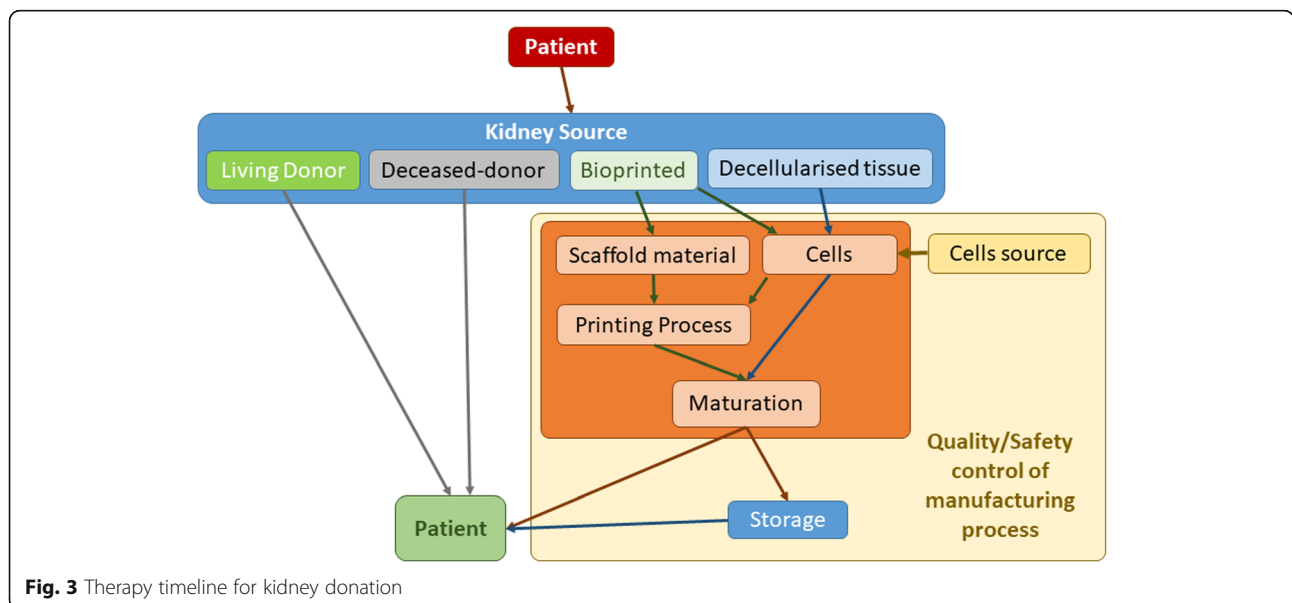 Patient
Kidney Source
Living Donor
Deceased-donor
Bioprinted
Decellularised tissue
Scaffold material
Cells
Cells source
Printing Process
Maturation
Quality/Safety
control of
manufacturing
process
Patient
Storage
Fig. 3 Therapy timeline for kidney donation